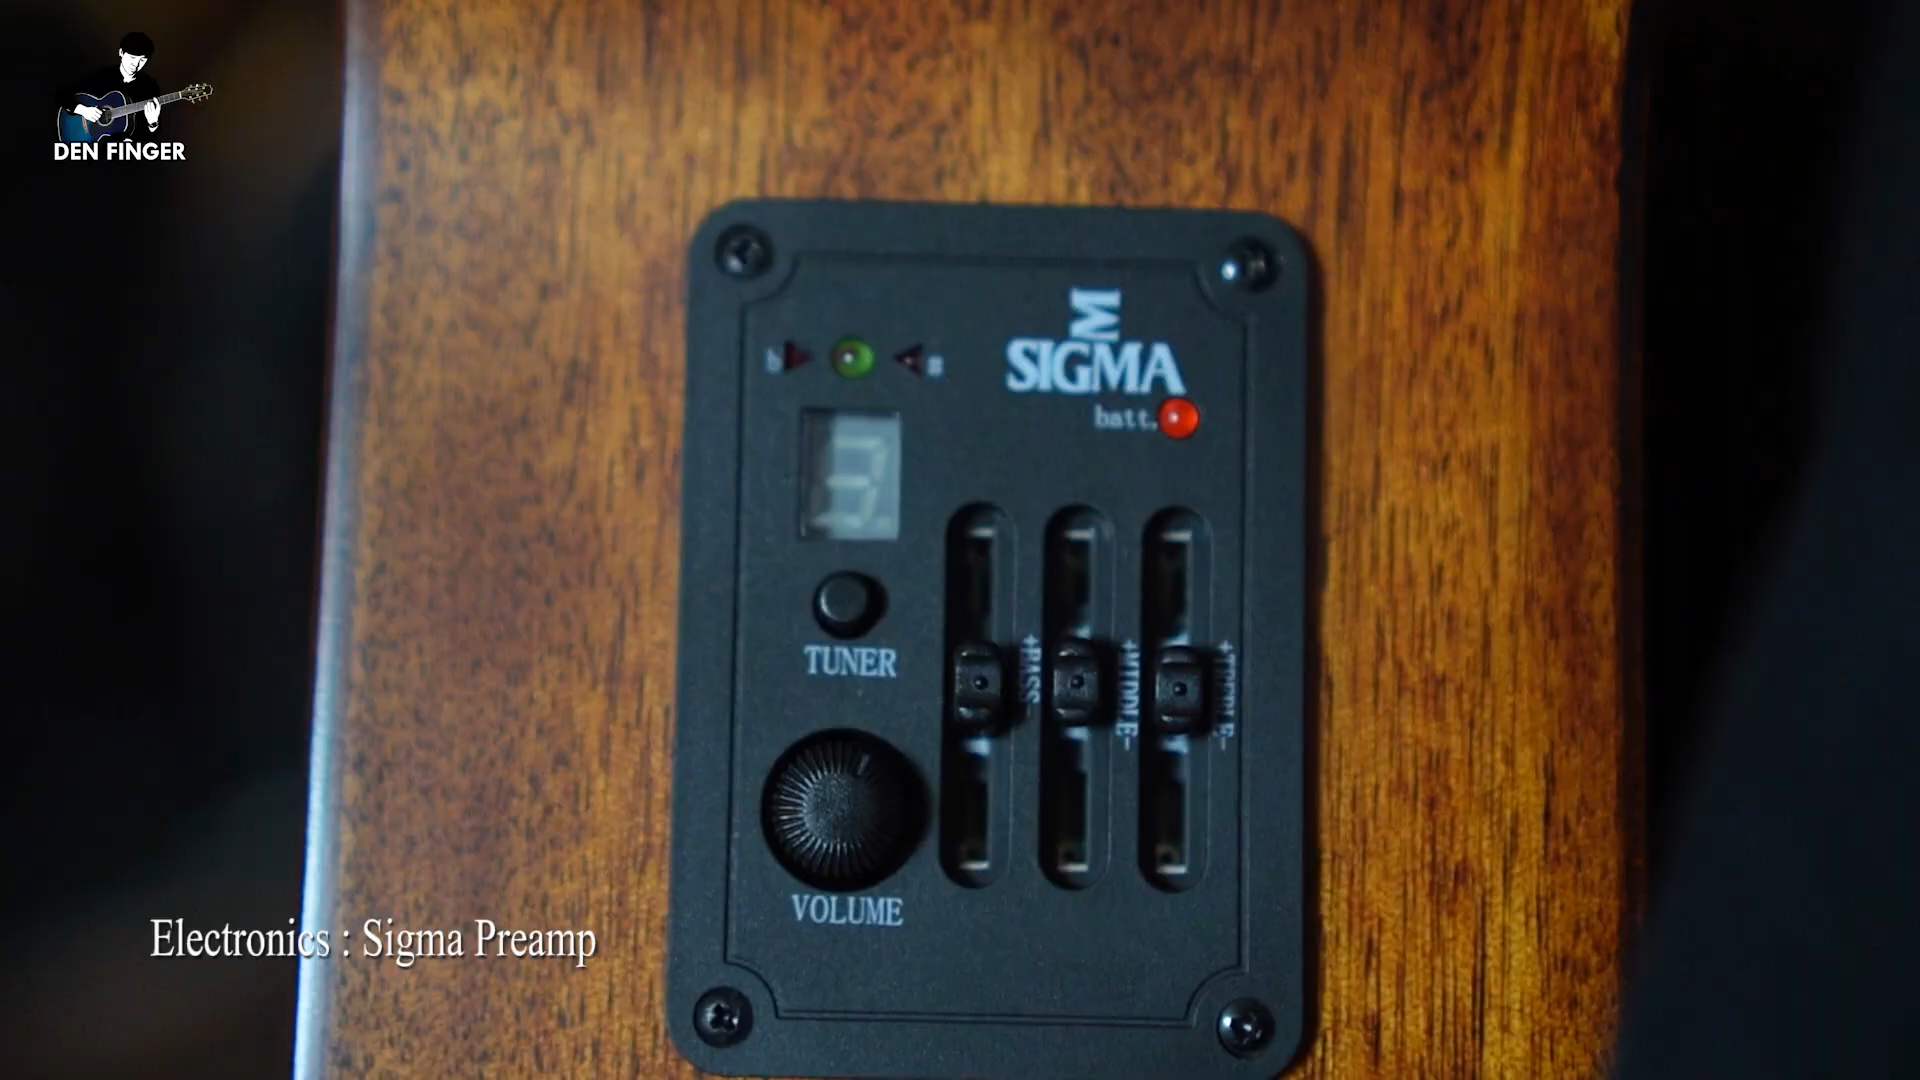 DEN FINGER
M
SIGMA
batt.
TUNER
+BASS-
+MIDDLE-
+TREBLE-
VOLUME
Electronics : Sigma Preamp